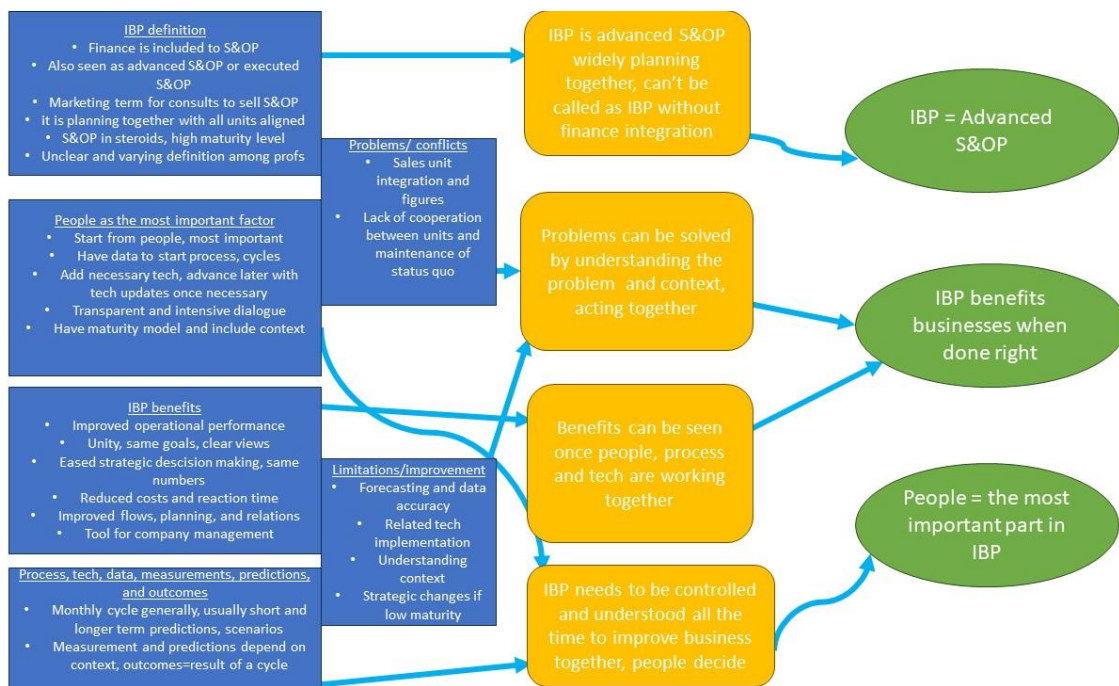 IBP definition
• Finance is included to S&OP
• Also seen as advanced S&OP or executed
S&OP
• Marketing term for consults to sell S&OP
• it is planning together with all units aligned
• S&OP in steroids, high maturity level
• Unclear and varying definition among profs
People as the most important factor
• Start from people, most important
• Have data to start process, cycles
• Add necessary tech, advance later with
tech updates once necessary
• Transparent and intensive dialogue
• Have maturity model and include context
IBP benefits
• Improved operational performance
• Unity, same goals, clear views
• Eased strategic descision making, same
numbers
• Reduced costs and reaction time
• Improved flows, planning, and relations
• Tool for company management
Process, tech, data, measurements, predictions,
and outcomes
• Monthly cycle generally, usually short and
longer term predictions, scenarios
• Measurement and predictions depend on
context, outcomes=result of a cycle
Problems/ conflicts
• Sales unit
integration and
figures
• Lack of cooperation
between units and
maintenance of
status quo
Limitations/improvement
• Forecasting and data
accuracy
• Related tech
implementation
• Understanding
context
• Strategic changes if
low maturity
IBP is advanced S&OP
widely planning
together, can't be
called as IBP without
finance integration
Problems can be solved
by understanding the
problem and context,
acting together
Benefits can be seen
once people, process
and tech are working
together
IBP needs to be controlled
and understood all the
time to improve business
together, people decide
IBP = Advanced
S&OP
IBP benefits
businesses when
done right
People = the most
important part in
IBP